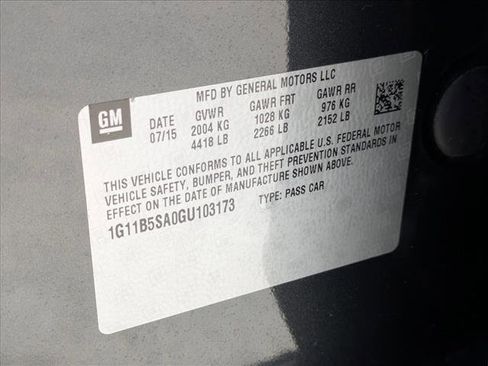 MFD BY GENERAL MOTORS LLC
GM
DATE GVWR GAWR FRT GAWR RR
07/15 2004 KG 1028 KG 976 KG
4418 LB 2266 LB 2152 LB
THIS VEHICLE CONFORMS TO ALL APPLICABLE U.S. FEDERAL MOTOR
VEHICLE SAFETY, BUMPER, AND THEFT PREVENTION STANDARDS IN
EFFECT ON THE DATE OF MANUFACTURE SHOWN ABOVE.
1G11B5SA0GU103173 TYPE: PASS CAR